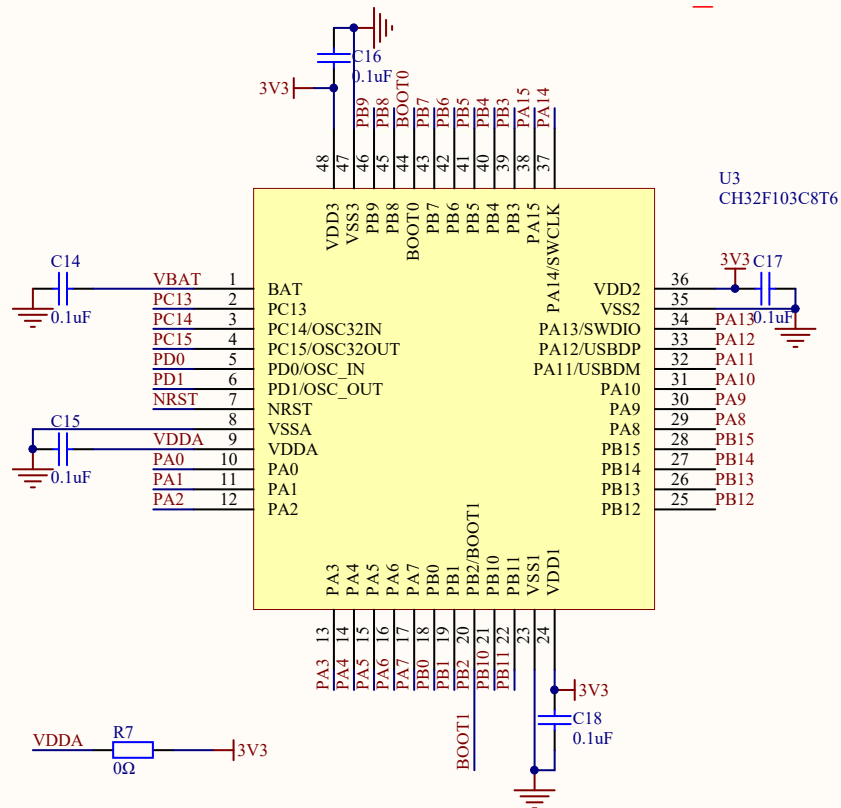 C16
0.1uF
3V3
PB9
PB8
BOOT0
PB7
PB6
PB5
PB4
PB3
PA15
PA14
48
47
46
45
44
43
42
41
40
39
38
37
VDD3
VSS3
PB9
PB8
BOOT0
PB7
PB6
PB5
PB4
PB3
PA15
PA14/SWCLK
U3
CH32F103C8T6
C14
0.1uF
VBAT 1 BAT
PC13 2 PC13
PC14 3 PC14/OSC32IN
PC15 4 PC15/OSC32OUT
PD0 5 PD0/OSC_IN
PD1 6 PD1/OSC_OUT
NRST 7 NRST
8 VSSA
C15
0.1uF
VDDA 9 VDDA
PA0 10 PA0
PA1 11 PA1
PA2 12 PA2
3V3 C17
0.1uF
VDD2 36
VSS2 35
PA13/SWDIO 34 PA13
PA12/USBDP 33 PA12
PA11/USBDM 32 PA11
PA10 31 PA10
PA9 30 PA9
PA8 29 PA8
PB15 28 PB15
PB14 27 PB14
PB13 26 PB13
PB12 25 PB12
PA3
PA4
PA5
PA6
PA7
PB0
PB1
PB2/BOOT1
PB10
PB11
VSS1
VDD1
13
14
15
16
17
18
19
20
21
22
23
24
PA3
PA4
PA5
PA6
PA7
PB0
PB1
PB2
PB10
PB11
BOOT1
3V3
C18
0.1uF
VDDA R7 3V3
0Ω